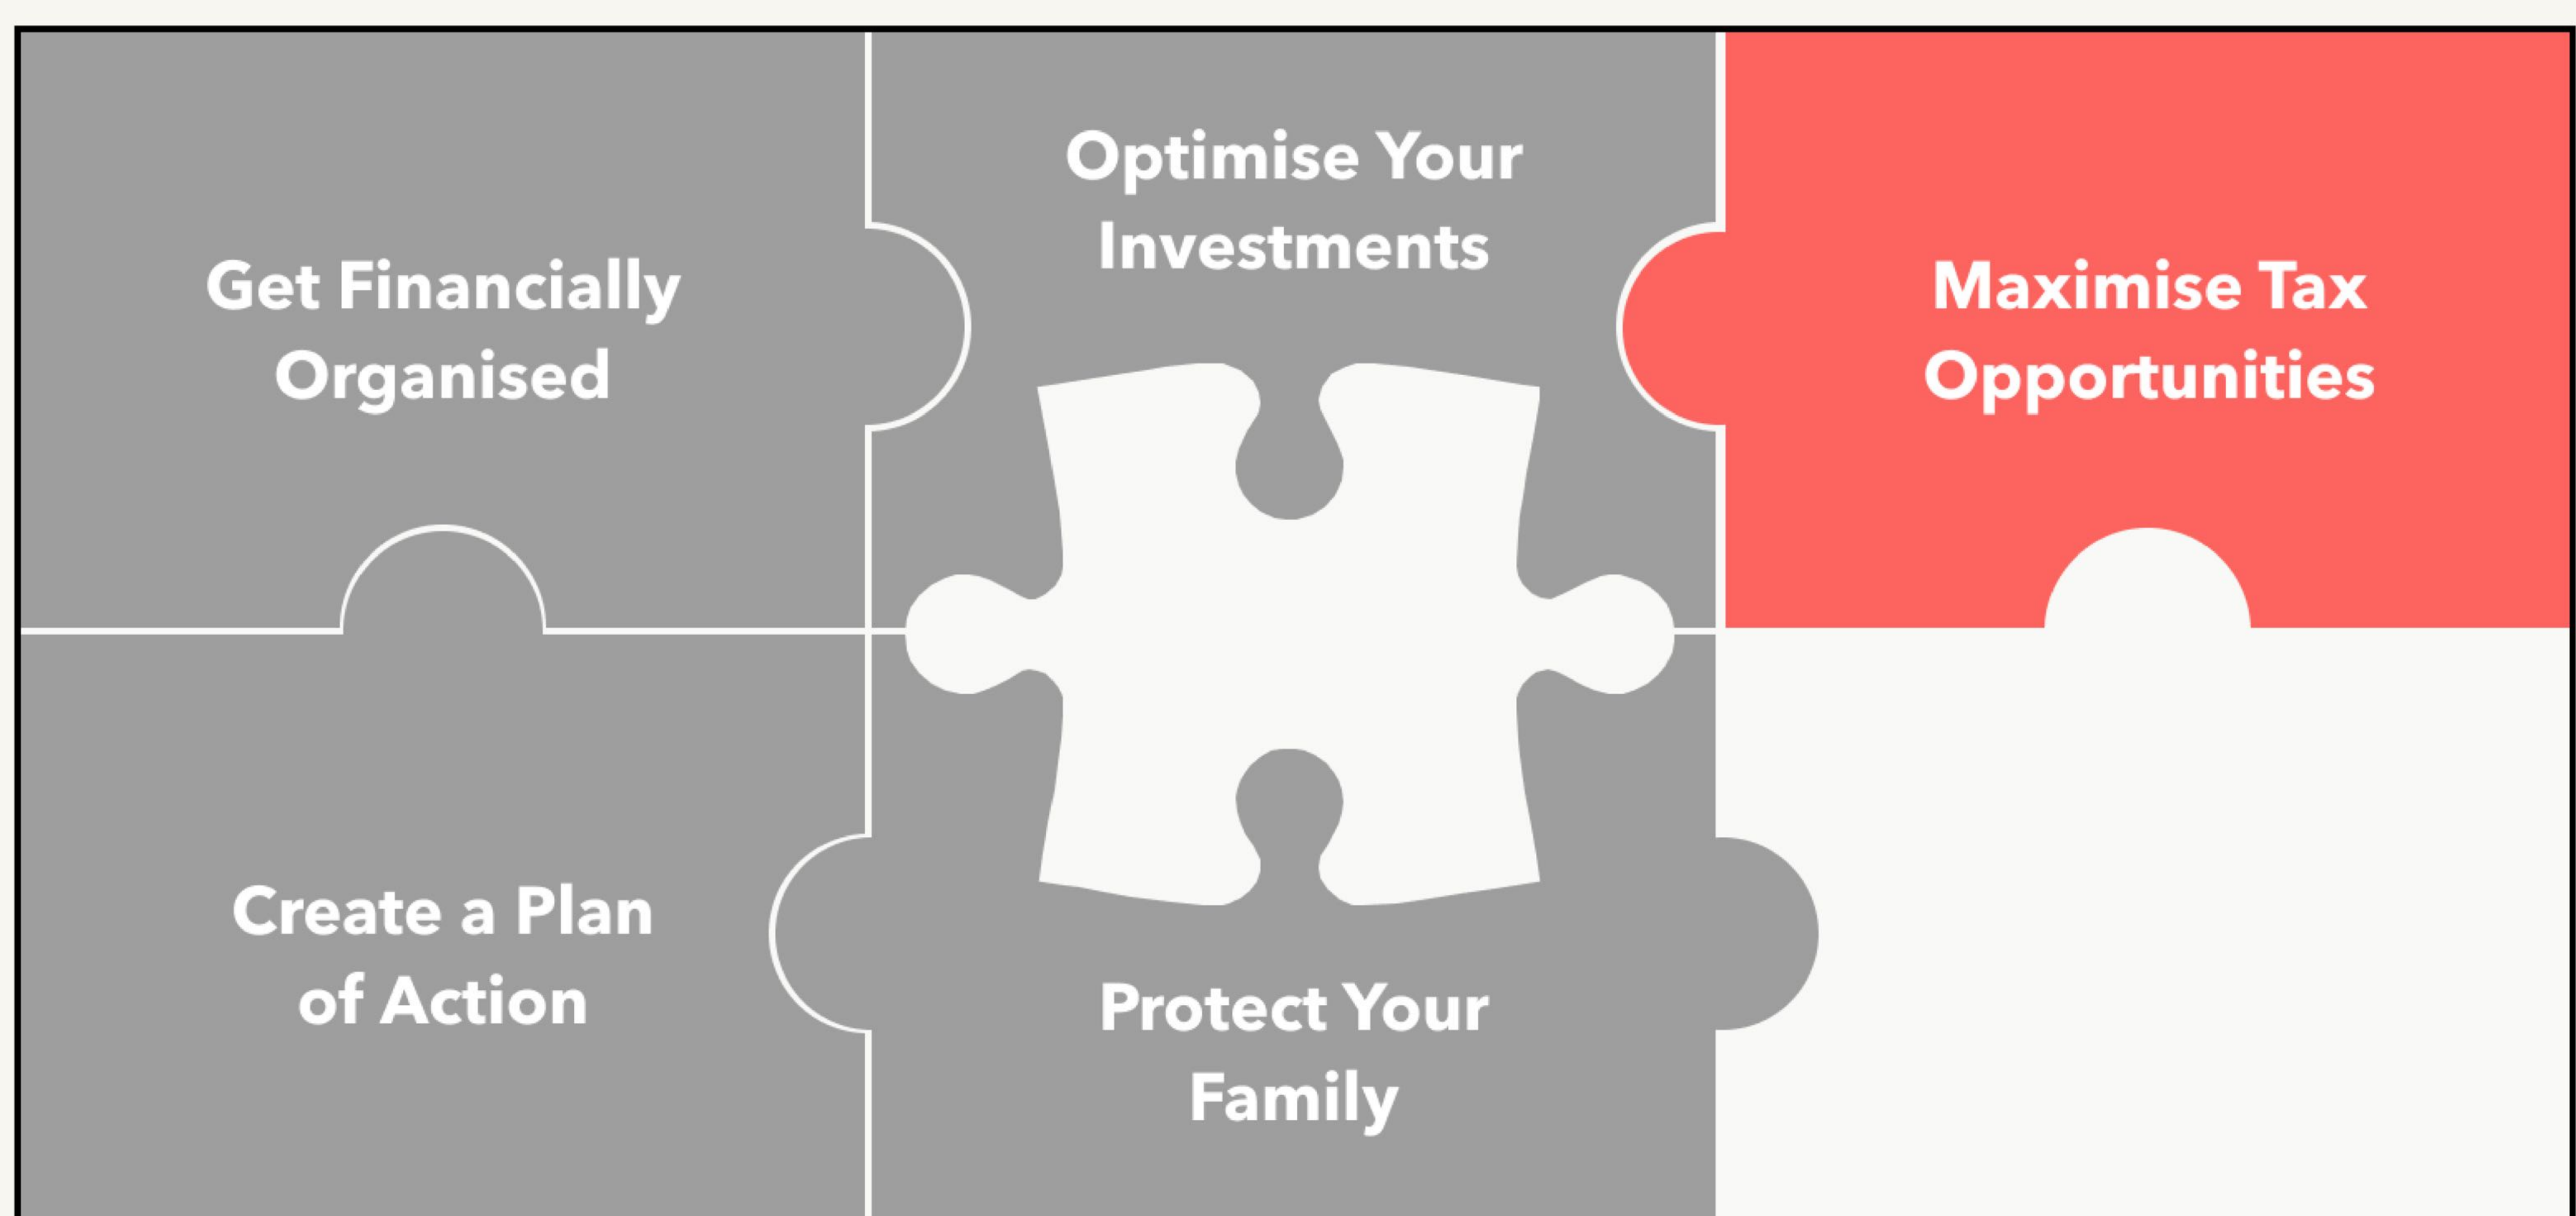 Get Financially
Organised
Optimise Your
Investments
Maximise Tax
Opportunities
Create a Plan
of Action
Protect Your
Family